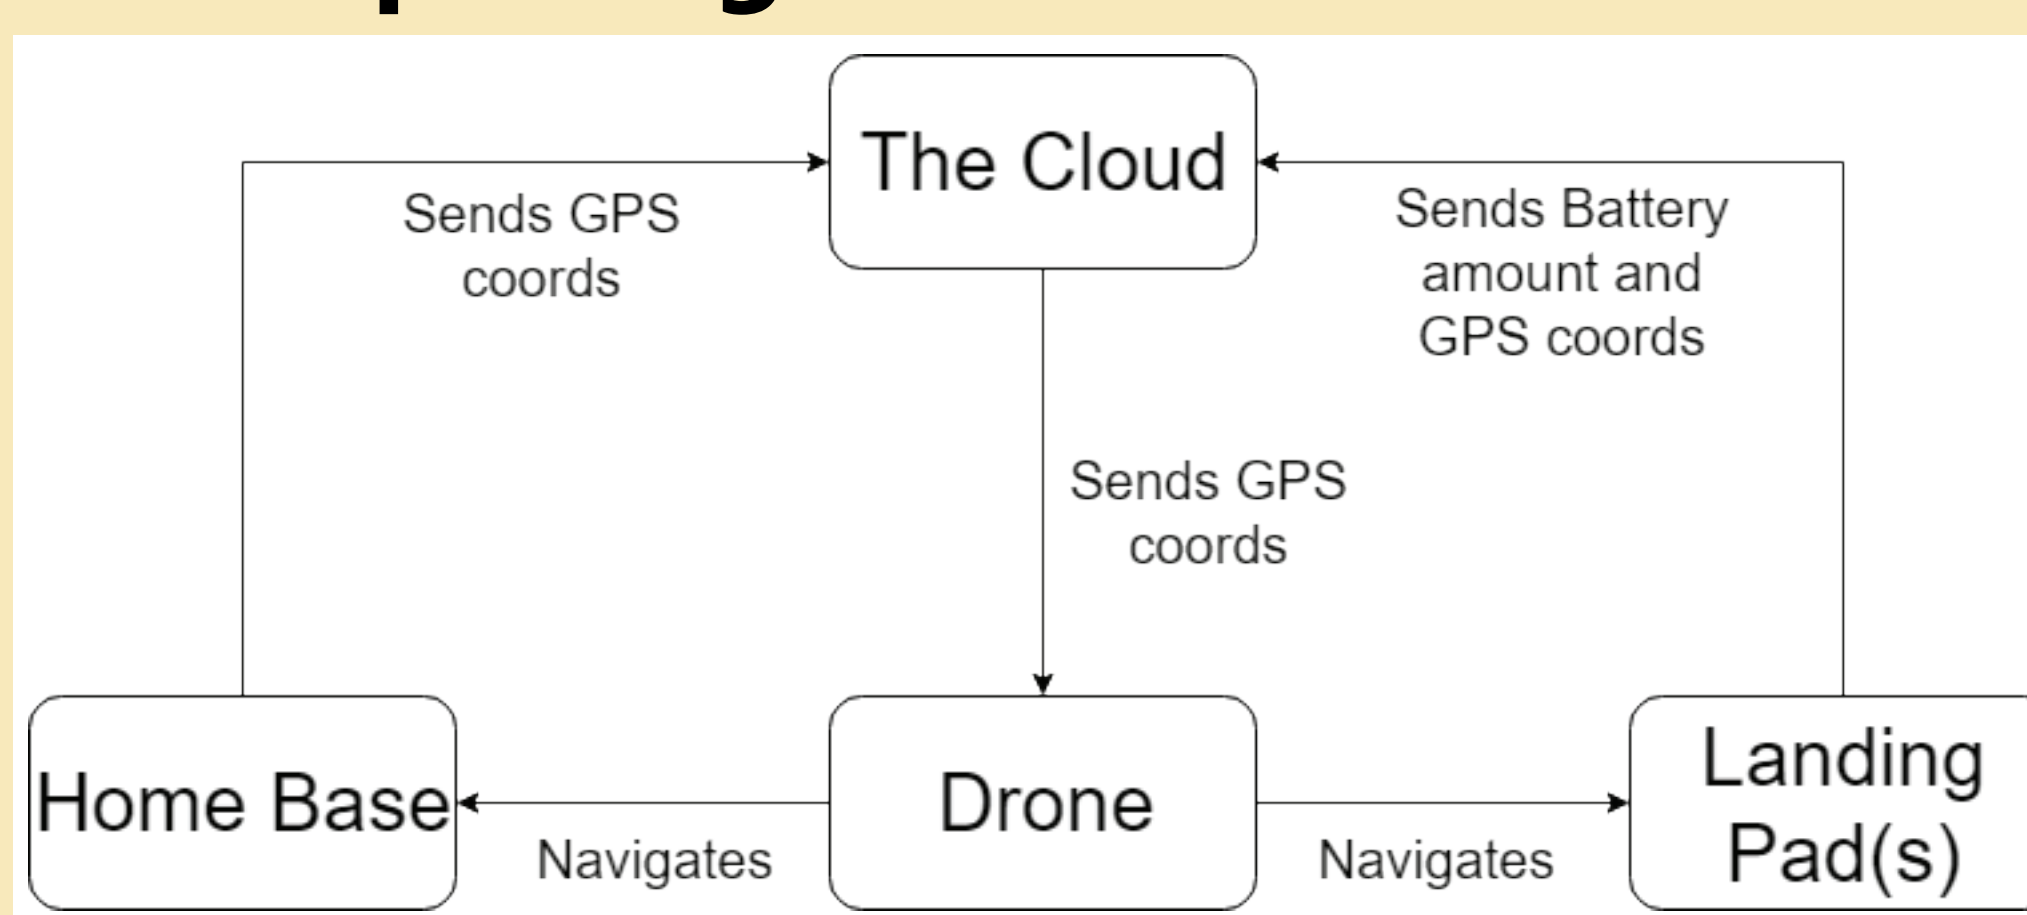 The Cloud
Sends GPS
coords
Sends Battery
amount and
GPS coords
Sends GPS
coords
Home Base
Drone
Landing
Pad(s)
Navigates
Navigates